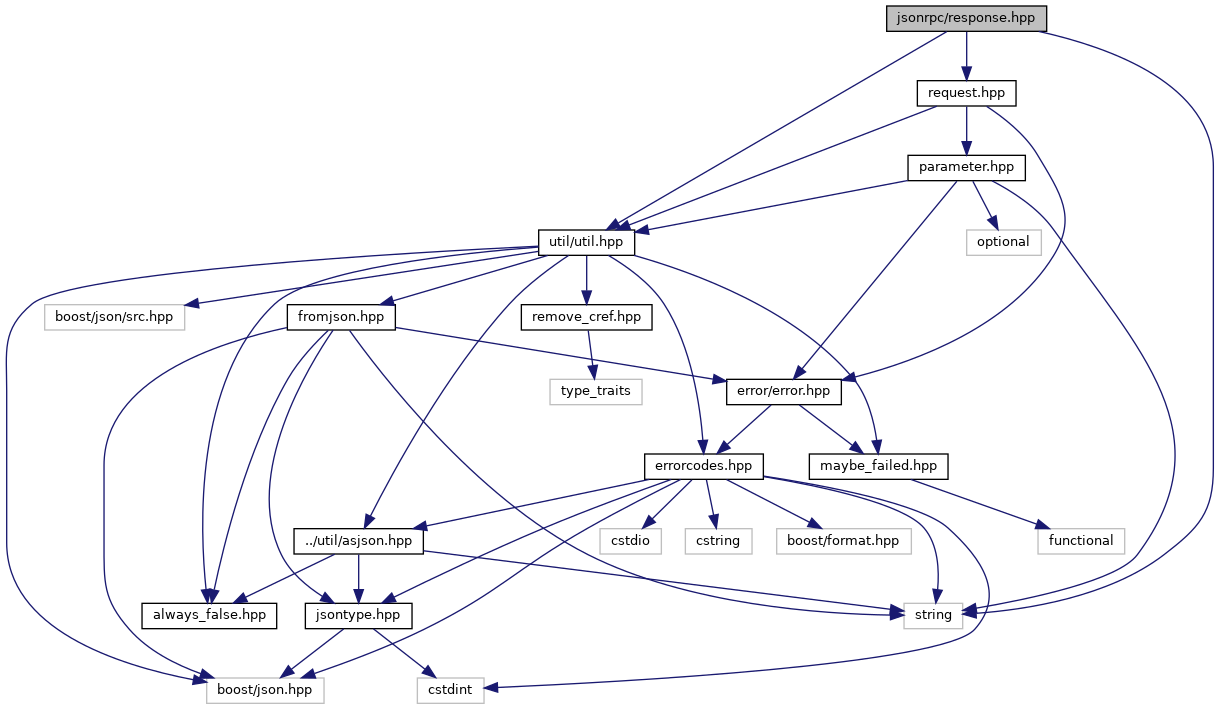 jsonrpc/response.hpp
request.hpp
parameter.hpp
util/util.hpp
optional
boost/json/src.hpp
fromjson.hpp
remove_cref.hpp
type_traits
error/error.hpp
errorcodes.hpp
maybe_failed.hpp
../util/asjson.hpp
cstdio
cstring
boost/format.hpp
functional
always_false.hpp
jsontype.hpp
string
boost/json.hpp
cstdint